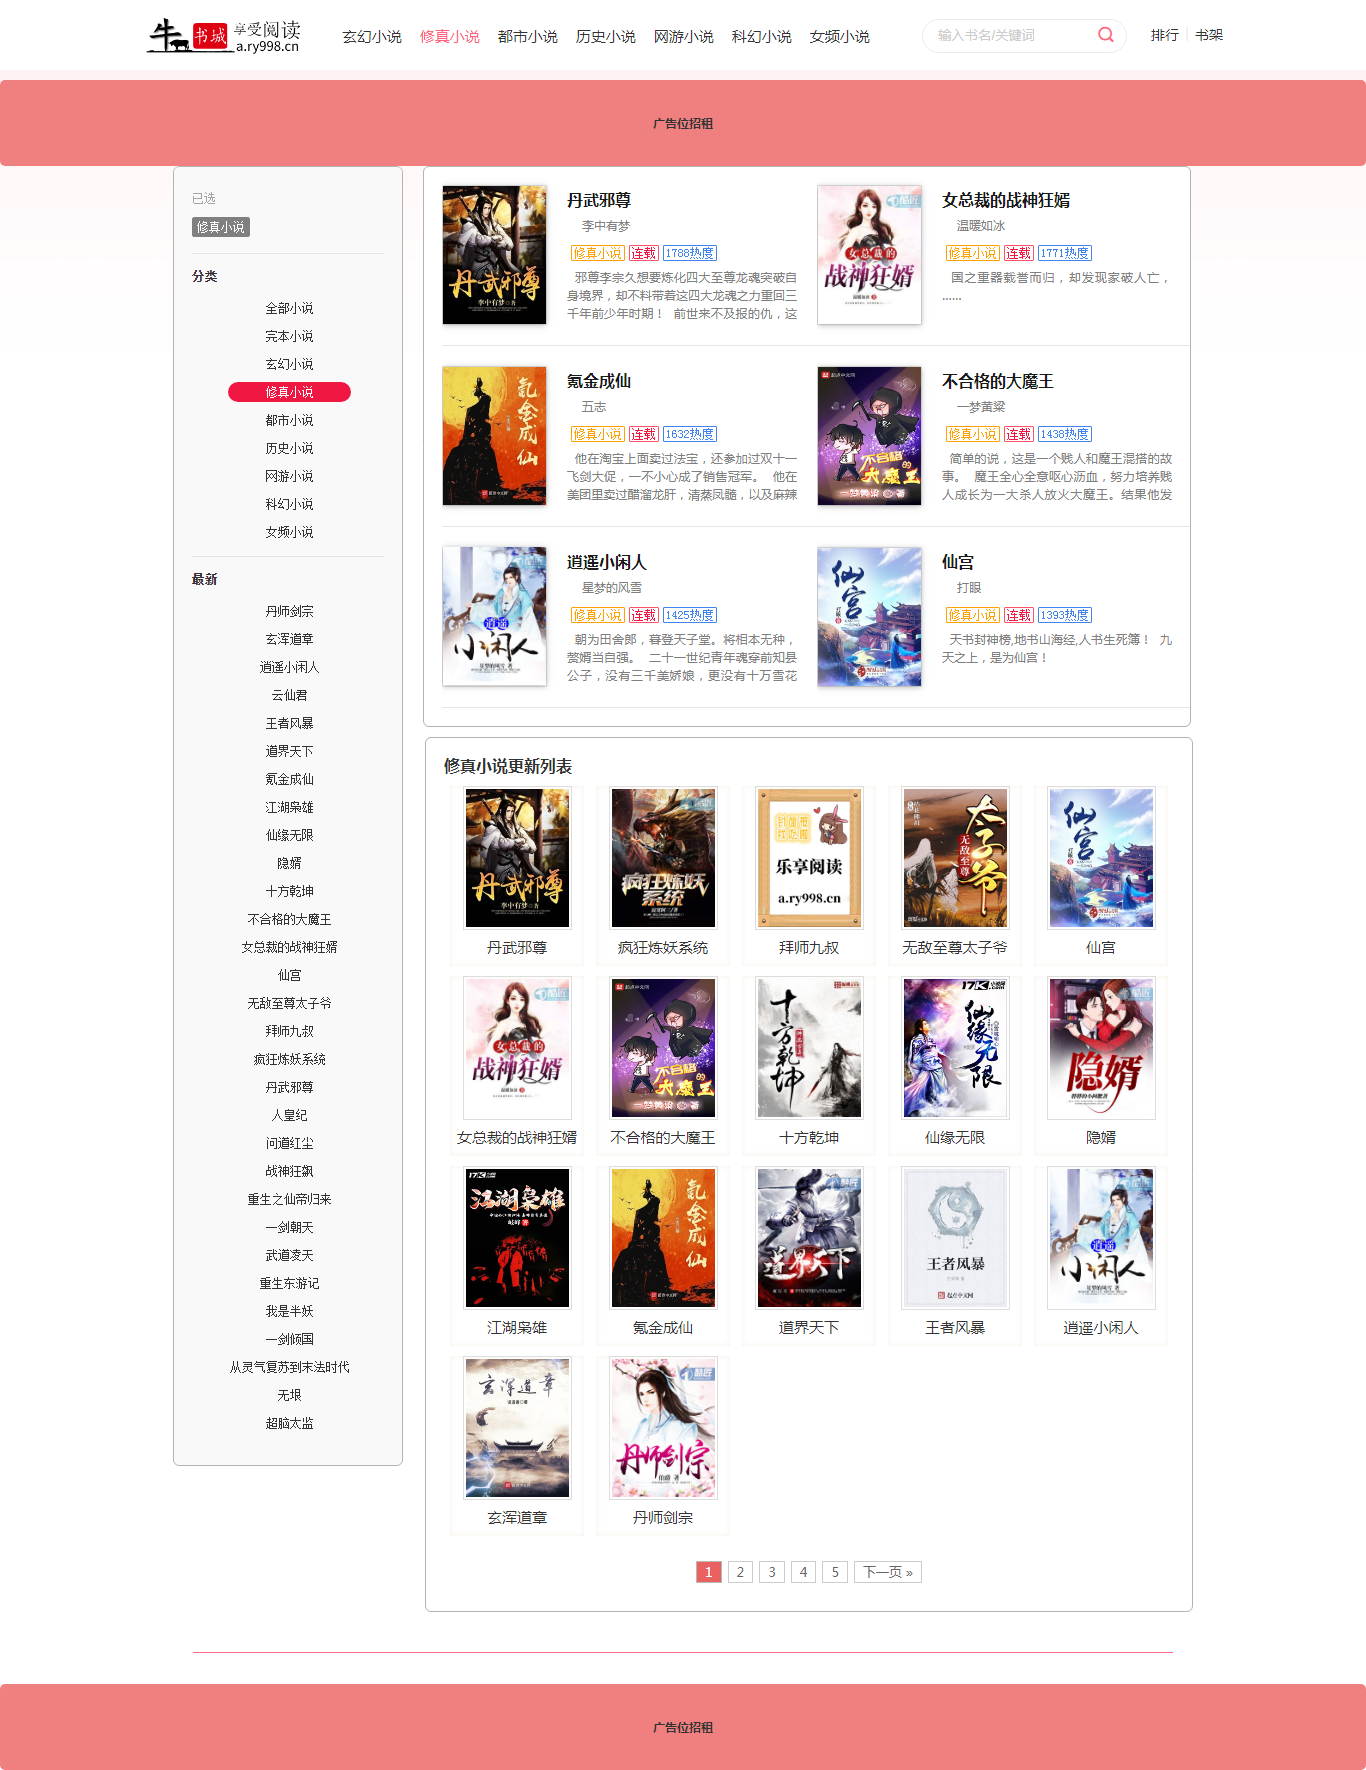 牛书城 享受阅读
a.ry998.cn
玄幻小说 修真小说 都市小说 历史小说 网游小说 科幻小说 女频小说
输入书名/关键词
排行 书架
广告位招租
已选
修真小说
分类
全部小说
完本小说
玄幻小说
修真小说
都市小说
历史小说
网游小说
科幻小说
女频小说
最新
丹师剑宗
玄浑道章
逍遥小闲人
云仙君
王者风暴
道界天下
氪金成仙
江湖枭雄
仙缘无限
隐婿
十方乾坤
不合格的大魔王
女总裁的战神狂婿
仙宫
无敌至尊太子爷
拜师九叔
疯狂炼妖系统
丹武邪尊
人皇纪
问道红尘
战神狂飙
重生之仙帝归来
一剑朝天
武道凌天
重生东游记
我是半妖
一剑倾国
从灵气复苏到末法时代
无垠
超脑太监
丹武邪尊
李中有梦
修真小说 连载 1788热度
邪尊李宗久想要炼化四大至尊龙魂突破自
身境界，却不料带着这四大龙魂之力重回三
千年前少年时期！ 前世来不及报的仇，这
女总裁的战神狂婿
温暖如冰
修真小说 连载 1771热度
国之重器载誉而归，却发现家破人亡，
……
氪金成仙
五志
修真小说 连载 1632热度
他在淘宝上面卖过法宝，还参加过双十一
飞剑大促，一不小心成了销售冠军。 他在
美团里卖过醋溜龙肝，清蒸凤髓，以及麻辣
不合格的大魔王
一梦黄粱
修真小说 连载 1438热度
简单的说，这是一个贱人和魔王混搭的故
事。 魔王全心全意呕心沥血，努力培养贱
人成长为一大杀人放火大魔王。结果他发
逍遥小闲人
星梦的风雪
修真小说 连载 1425热度
朝为田舍郎，暮登天子堂。将相本无种，
赘婿当自强。 二十一世纪青年魂穿前知县
公子，没有三千美娇娘，更没有十万雪花
仙宫
打眼
修真小说 连载 1393热度
天书封神榜,地书山海经,人书生死簿！ 九
天之上，是为仙宫！
修真小说更新列表
丹武邪尊
疯狂炼妖系统
乐享阅读
a.ry998.cn
拜师九叔
无敌至尊太子爷
仙宫
女总裁的战神狂婿
不合格的大魔王
十方乾坤
仙缘无限
隐婿
江湖枭雄
氪金成仙
道界天下
王者风暴
逍遥小闲人
玄浑道章
丹师剑宗
1 2 3 4 5 下一页 »
广告位招租